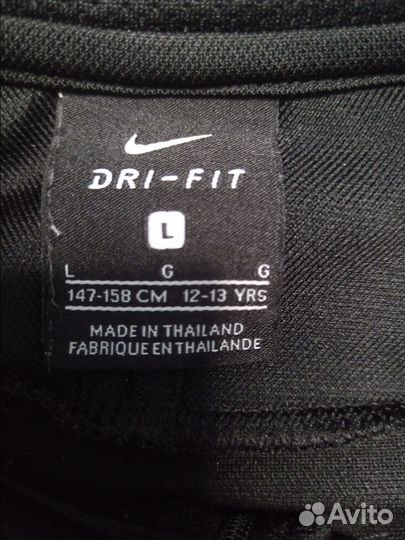 DRI-FIT
L
L G G
147-158 CM 12-13 YRS
MADE IN THAILAND
FABRIQUE EN THAILANDE
Avito